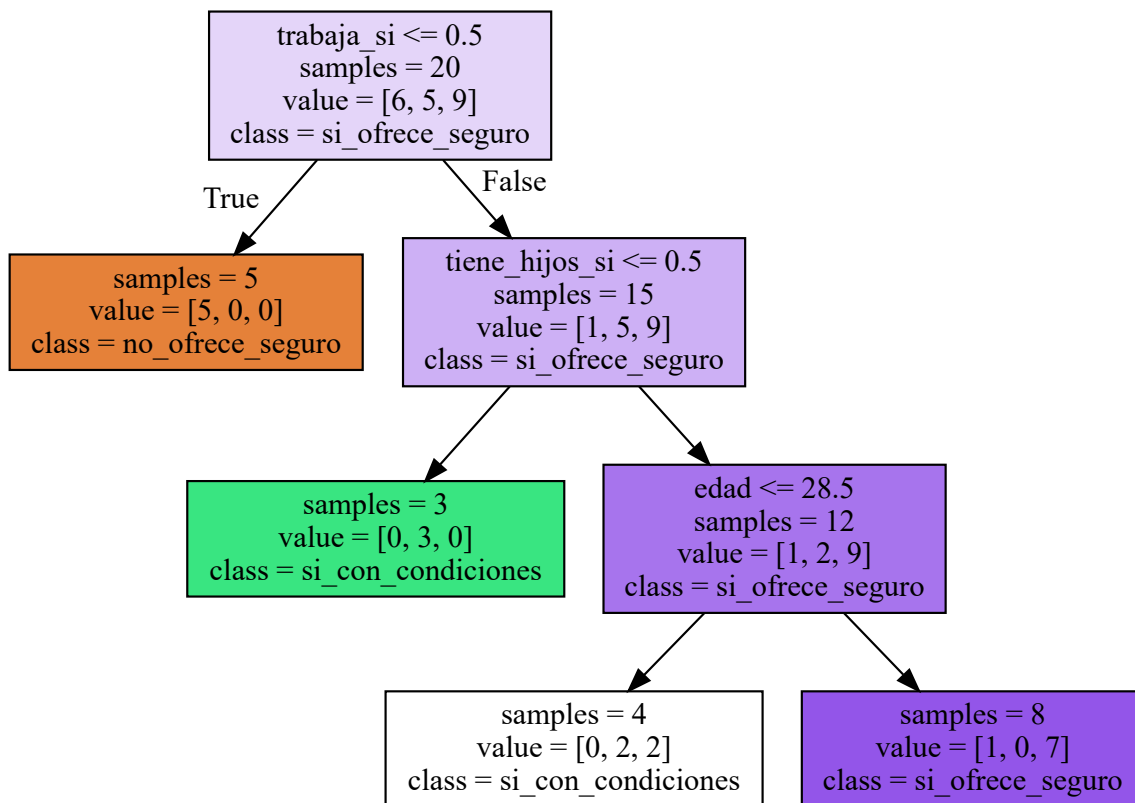 trabaja_si <= 0.5
samples = 20
value = [6, 5, 9]
class = si_ofrece_seguro
True
False
samples = 5
value = [5, 0, 0]
class = no_ofrece_seguro
tiene_hijos_si <= 0.5
samples = 15
value = [1, 5, 9]
class = si_ofrece_seguro
samples = 3
value = [0, 3, 0]
class = si_con_condiciones
edad <= 28.5
samples = 12
value = [1, 2, 9]
class = si_ofrece_seguro
samples = 4
value = [0, 2, 2]
class = si_con_condiciones
samples = 8
value = [1, 0, 7]
class = si_ofrece_seguro